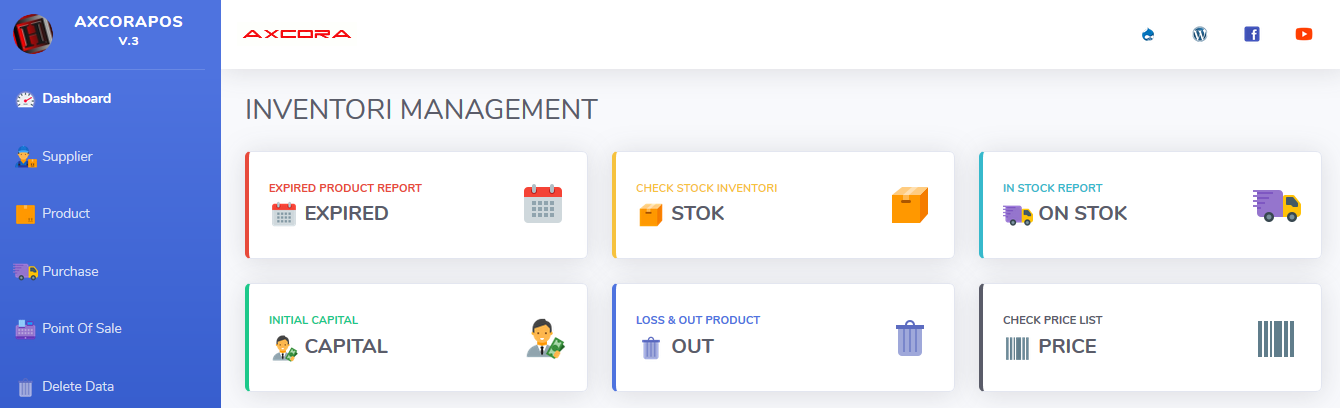 AXCORAPOS
V.3
Dashboard
Supplier
Product
Purchase
Point Of Sale
Delete Data
AXCORA
INVENTORI MANAGEMENT
EXPIRED PRODUCT REPORT
EXPIRED
CHECK STOCK INVENTORI
STOK
IN STOCK REPORT
ON STOK
INITIAL CAPITAL
CAPITAL
LOSS & OUT PRODUCT
OUT
CHECK PRICE LIST
PRICE